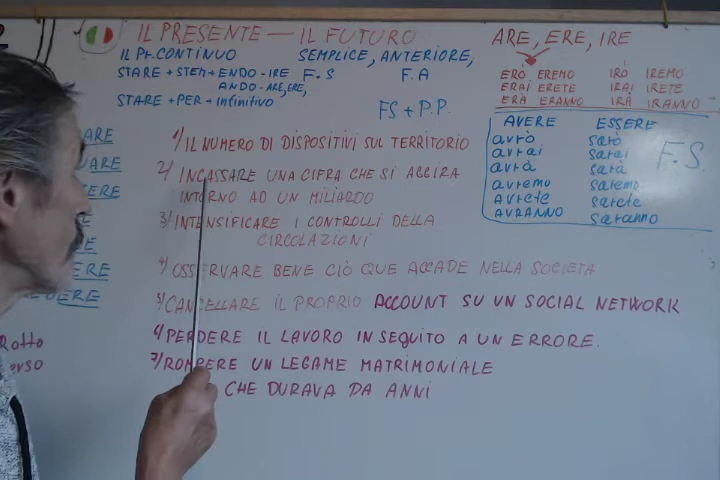 IL PRESENTE — IL FUTURO
IL Pr. CONTINUO
STARE + STEM + ENDO - IRE
ANDO - ARE, ERE,
STARE + PER + Infinitivo
SEMPLICE, ANTERIORE,
F.S F.A
FS + P.P.
ARE, ERE, IRE
ERÒ EREMO IRÒ IREMO
ERAI ERETE IRAI IRETE
ERÀ ERANNO IRÀ IRANNO
AVERE ESSERE
avrò sarò
avrai sarai
avrà sarà
avremo saremo
avrete sarete
AVRANNO saranno
F.S
ARE
ARE
ERE
ERE
ERE
1/ IL NUMERO DI DISPOSITIVI SUL TERRITORIO
2/ INCASSARE UNA CIFRA CHE SI AGGIRA
INTORNO AD UN MILIARDO
3/ INTENSIFICARE I CONTROLLI DELLA
CIRCOLAZIONI
4/ OSSERVARE BENE CIÒ QUE ACCADE NELLA SOCIETA
5/ CANCELLARE IL PROPRIO ACCOUNT SU UN SOCIAL NETWORK
6/ PERDERE IL LAVORO IN SEGUITO A UN ERRORE.
7/ ROMPERE UN LEGAME MATRIMONIALE
CHE DURAVA DA ANNI
Rotto